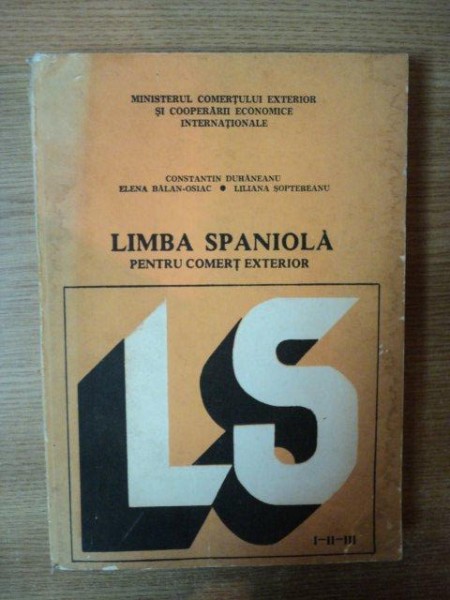 MINISTERUL COMERȚULUI EXTERIOR
ȘI COOPERĂRII ECONOMICE
INTERNAȚIONALE
CONSTANTIN DUHĂNEANU
ELENA BĂLAN-OSIAC ● LILIANA ȘOPTEREANU
LIMBA SPANIOLĂ
PENTRU COMERȚ EXTERIOR
LS
I-II-III